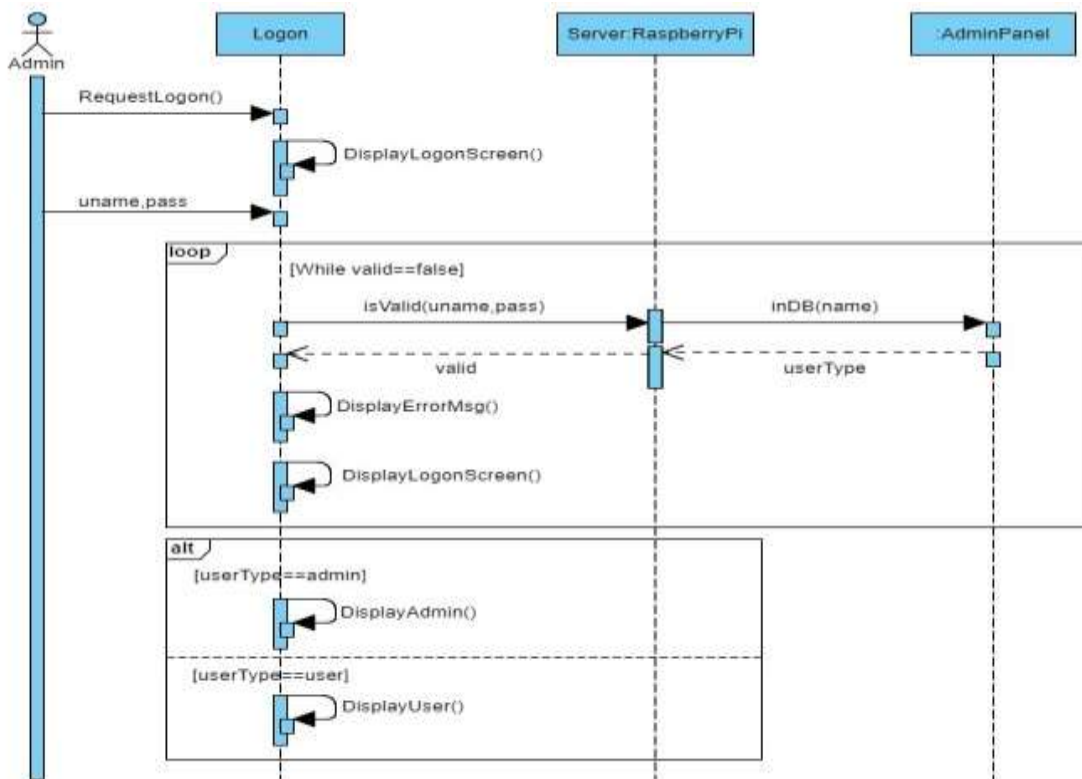 Logon
Server:RaspberryPi
:AdminPanel
Admin
RequestLogon()
DisplayLogonScreen()
uname,pass
loop
[While valid==false]
isValid(uname,pass)
inDB(name)
valid
userType
DisplayErrorMsg()
DisplayLogonScreen()
alt
[userType==admin]
DisplayAdmin()
[userType==user]
DisplayUser()